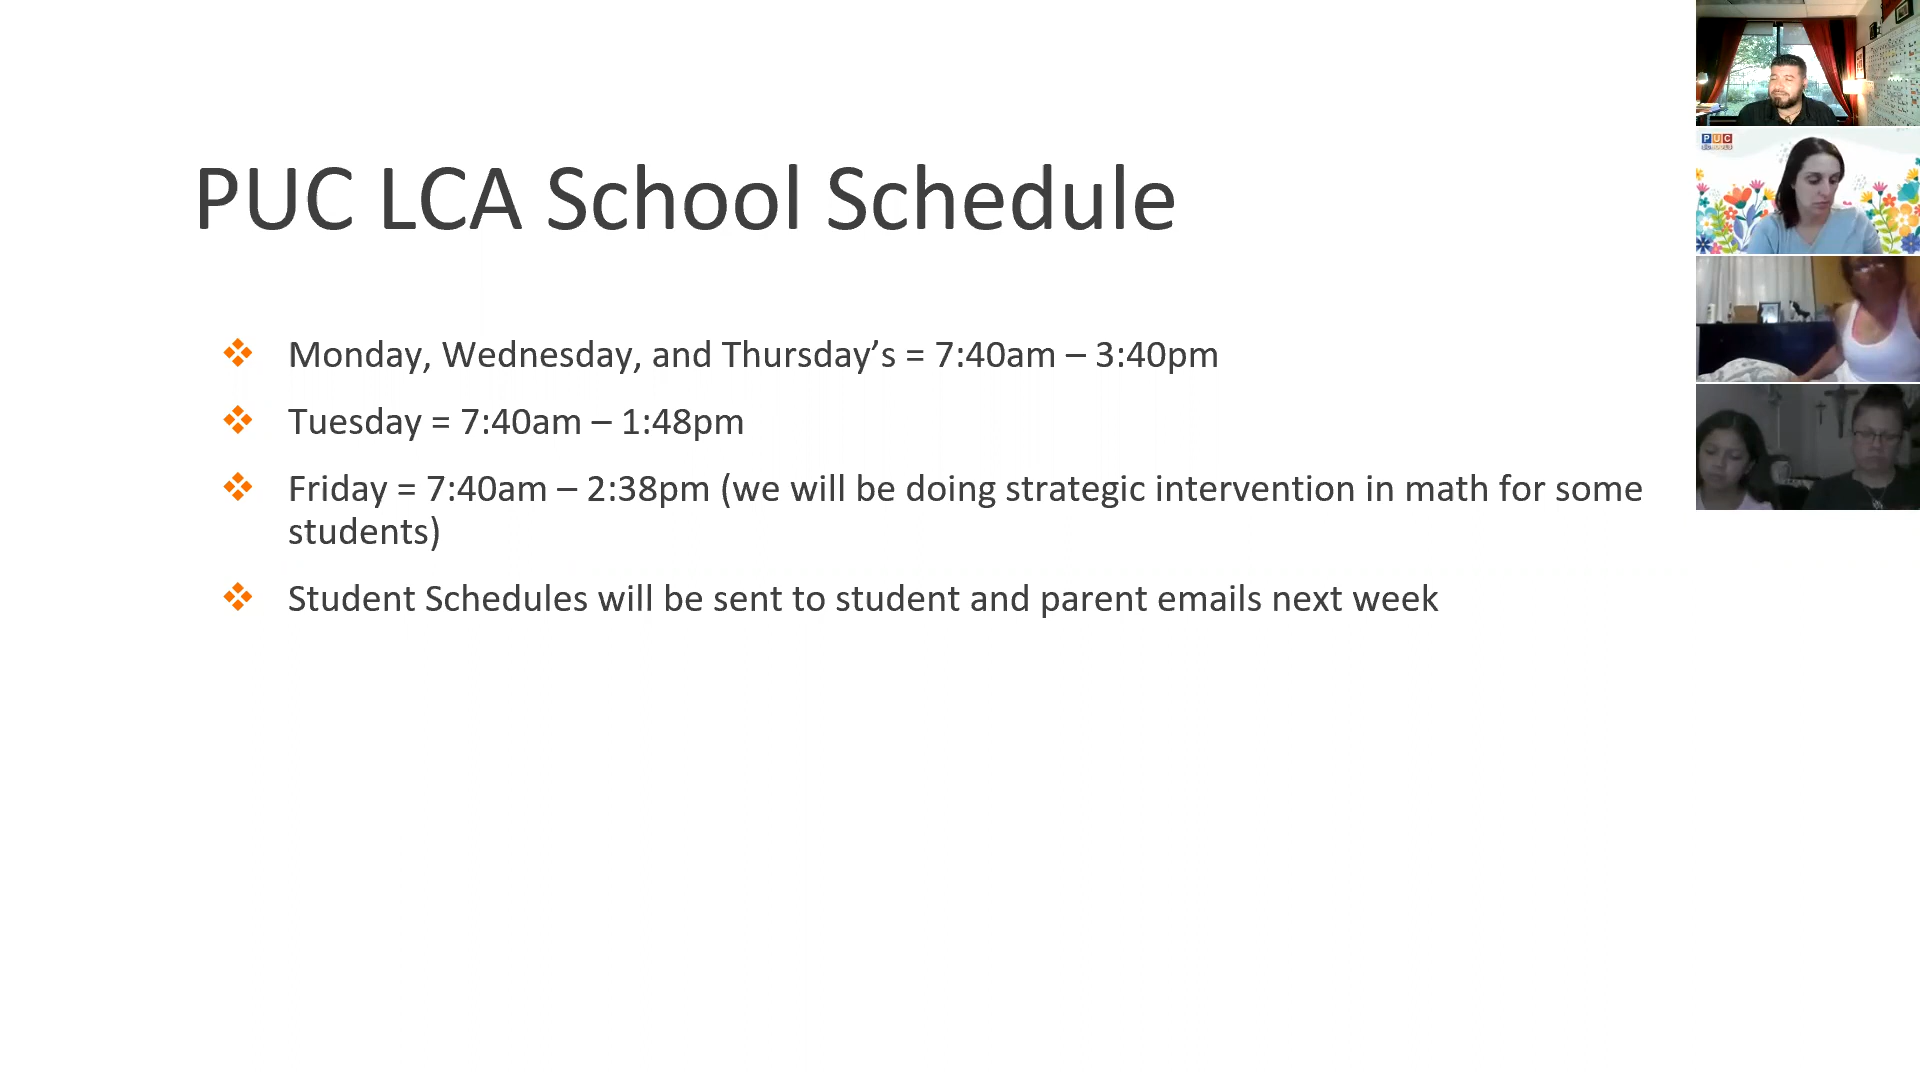 PUC LCA School Schedule
❖ Monday, Wednesday, and Thursday’s = 7:40am – 3:40pm
❖ Tuesday = 7:40am – 1:48pm
❖ Friday = 7:40am – 2:38pm (we will be doing strategic intervention in math for some
students)
❖ Student Schedules will be sent to student and parent emails next week
PUC